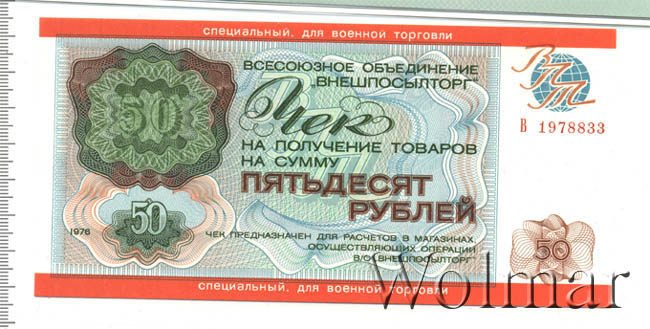 специальный. для военной торговли
ВСЕСОЮЗНОЕ ОБЪЕДИНЕНИЕ
„ВНЕШПОСЫЛТОРГ”
Чек
НА ПОЛУЧЕНИЕ ТОВАРОВ
НА СУММУ
ПЯТЬДЕСЯТ
РУБЛЕЙ
ЧЕК ПРЕДНАЗНАЧЕН ДЛЯ РАСЧЕТОВ В МАГАЗИНАХ,
ОСУЩЕСТВЛЯЮЩИХ ОПЕРАЦИИ
В/О„ВНЕШПОСЫЛТОРГ”
50
50
1976
ВПТ
В 1978833
50
специальный. для военной торговли
Wolmar